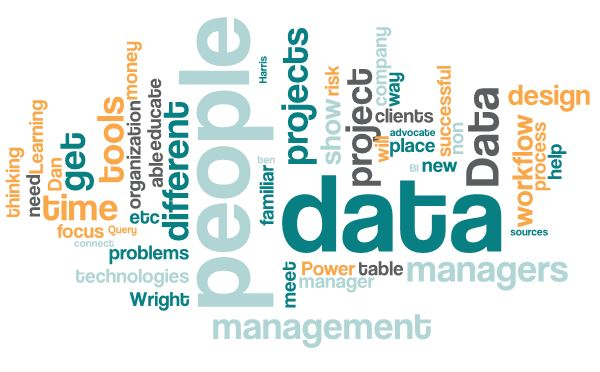 thinking
need
Learning
Dan
get
time
focus
Query
connect
tools
organization
money
able
educate
etc
different
problems
technologies
Wright
people
Harris
ben
familiar
projects
show
risk
project
company
way
will
clients
advocate
place
BI
new
successful
non
Data
design
workflow
process
help
sources
data
meet
Power
table
manager
managers
management